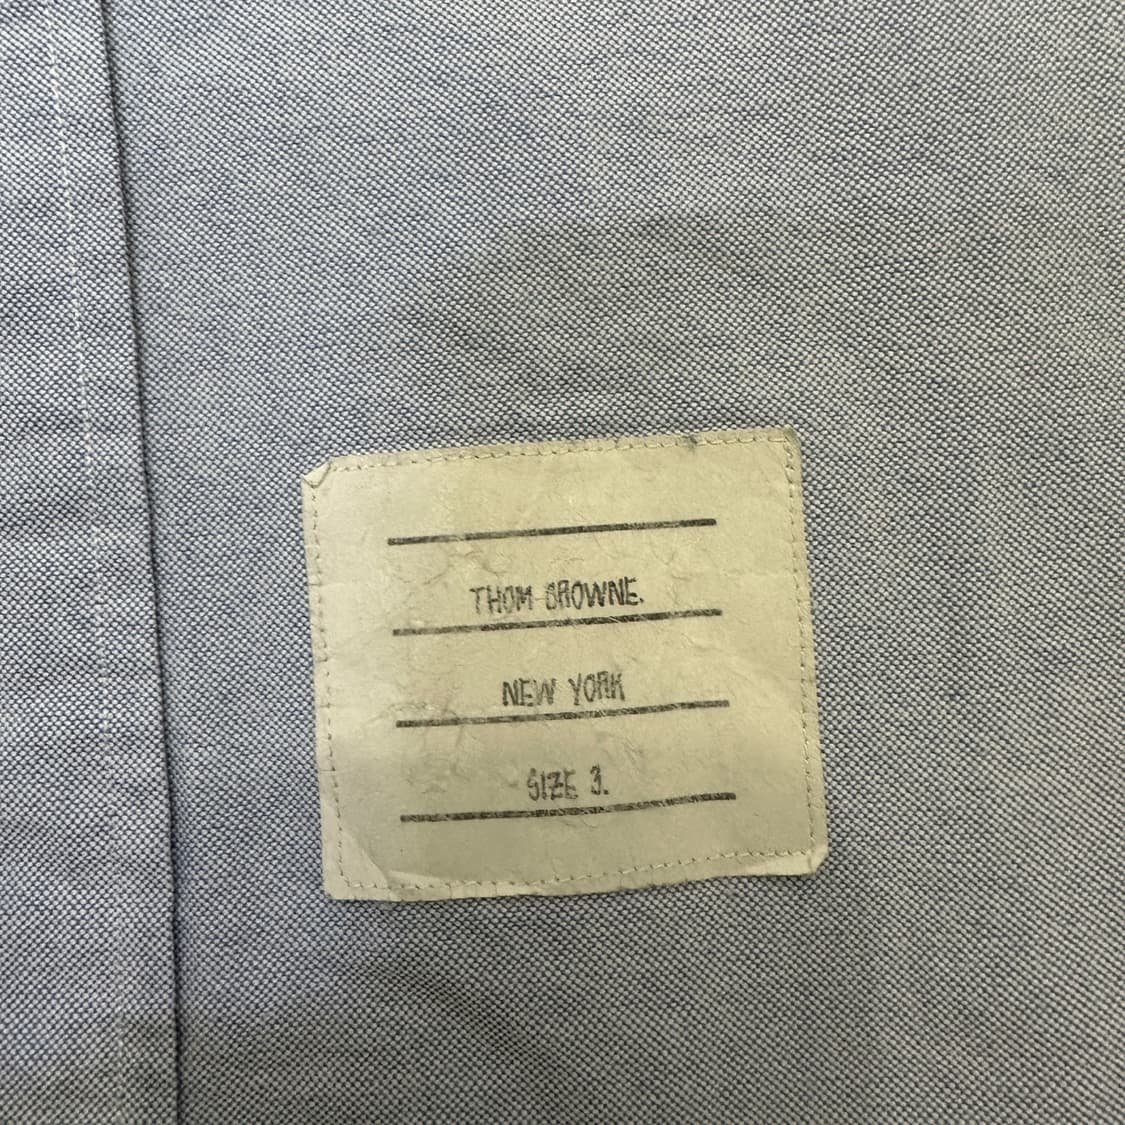 THOM BROWNE.
NEW YORK
SIZE 3.